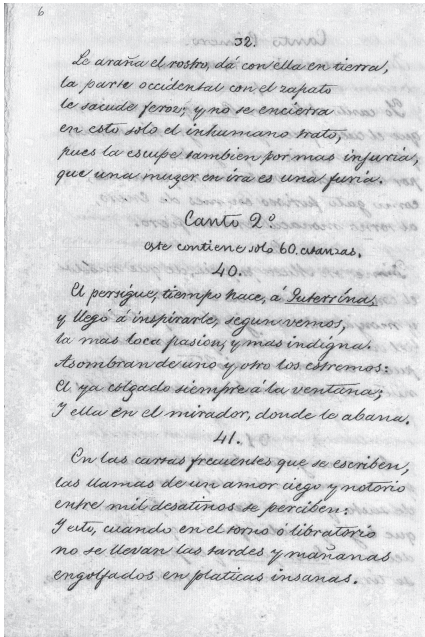 6
32.
Le araña el rostro, dá con ella en tierra,
la parte occidental con el zapato
le sacude feroz; y no se encierra
en esto solo el inhumano trato,
pues la escupe tambien por mas injuria,
que una muger en ira es una furia.
Canto 2º
este contiene solo 60. estanzas.
40.
El persigue, tiempo hace, á
y llegó á inspirarle, segun vemos,
la mas loca pasion, y mas indigna.
Asombran de uno y otro los estremos:
El ya colgado siempre á la ventana;
Y ella en el mirador, donde le
41.
En las cartas frecuentes que se escriben,
las llamas de un amor ciego y notorio
entre mil desatinos se perciben:
Y esto, cuando en el torno ó libratorio
no se llevan las tardes y mañanas
engolfados en platicas insanas.